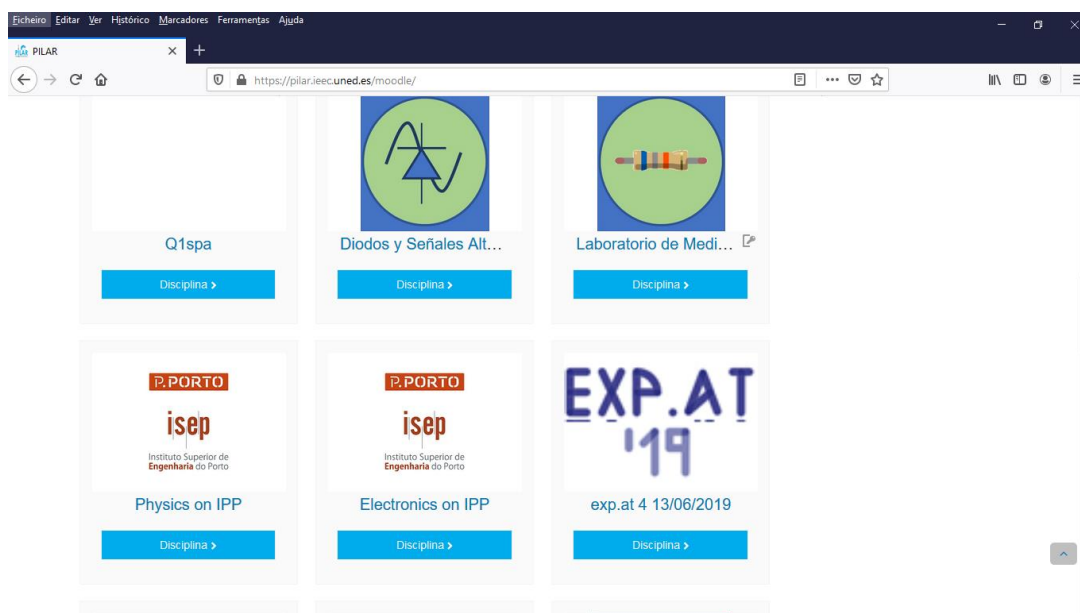 Ficheiro Editar Ver Histórico Marcadores Ferramentas Ajuda
PILAR
https://pilar.ieec.uned.es/moodle/
Q1spa
Diodos y Señales Alt...
Laboratorio de Medi...
Disciplina >
Disciplina >
Disciplina >
P.PORTO
isep
Instituto Superior de
Engenharia do Porto
P.PORTO
isep
Instituto Superior de
Engenharia do Porto
EXP.AT
'19
Physics on IPP
Electronics on IPP
exp.at 4 13/06/2019
Disciplina >
Disciplina >
Disciplina >